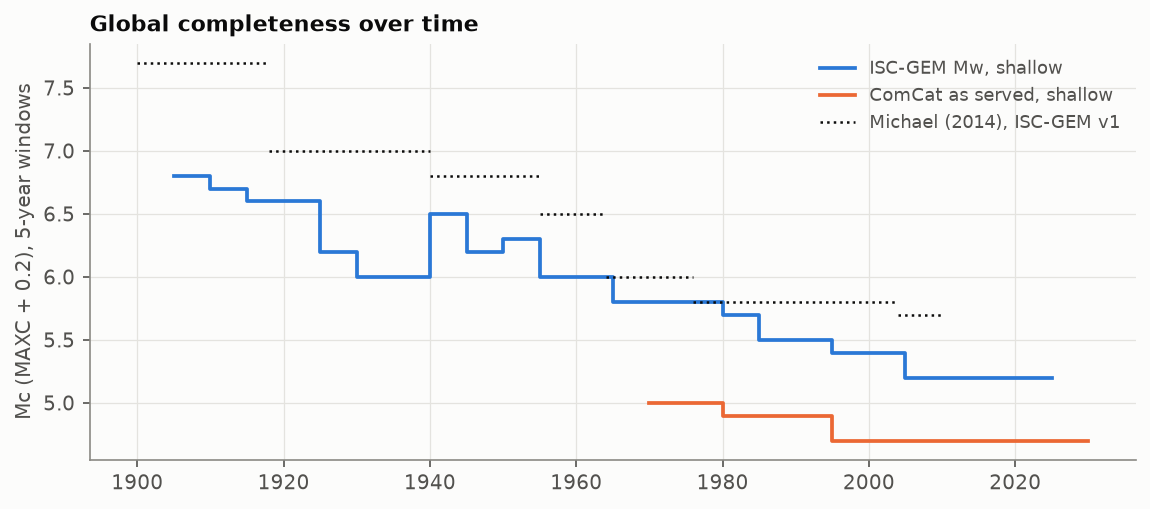 Global completeness over time
Mc (MAXC + 0.2), 5-year windows
7.5
7.0
6.5
6.0
5.5
5.0
ISC-GEM Mw, shallow
ComCat as served, shallow
Michael (2014), ISC-GEM v1
1900 1920 1940 1960 1980 2000 2020